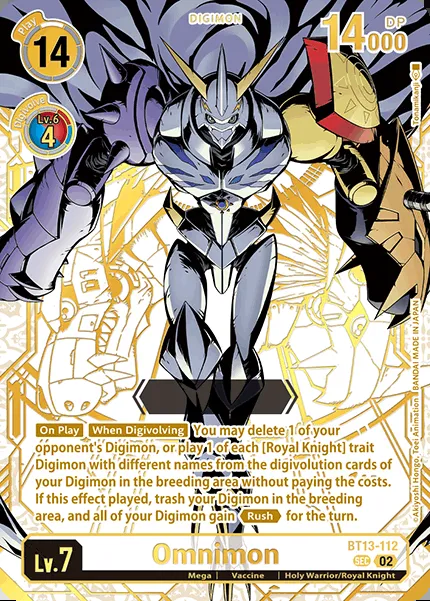 DIGIMON
Play
14
DP
14000
Digivolve
Lv.6
4
Tonamikanji
On Play When Digivolving You may delete 1 of your
opponent's Digimon, or play 1 of each [Royal Knight] trait
Digimon with different names from the digivolution cards of
your Digimon in the breeding area without paying the costs.
If this effect played, trash your Digimon in the breeding
area, and all of your Digimon gain Rush for the turn.
©Akiyoshi Hongo, Toei Animation BANDAI MADE IN JAPAN
Lv.7
Omnimon
BT13-112
SEC 02
Mega | Vaccine | Holy Warrior/Royal Knight